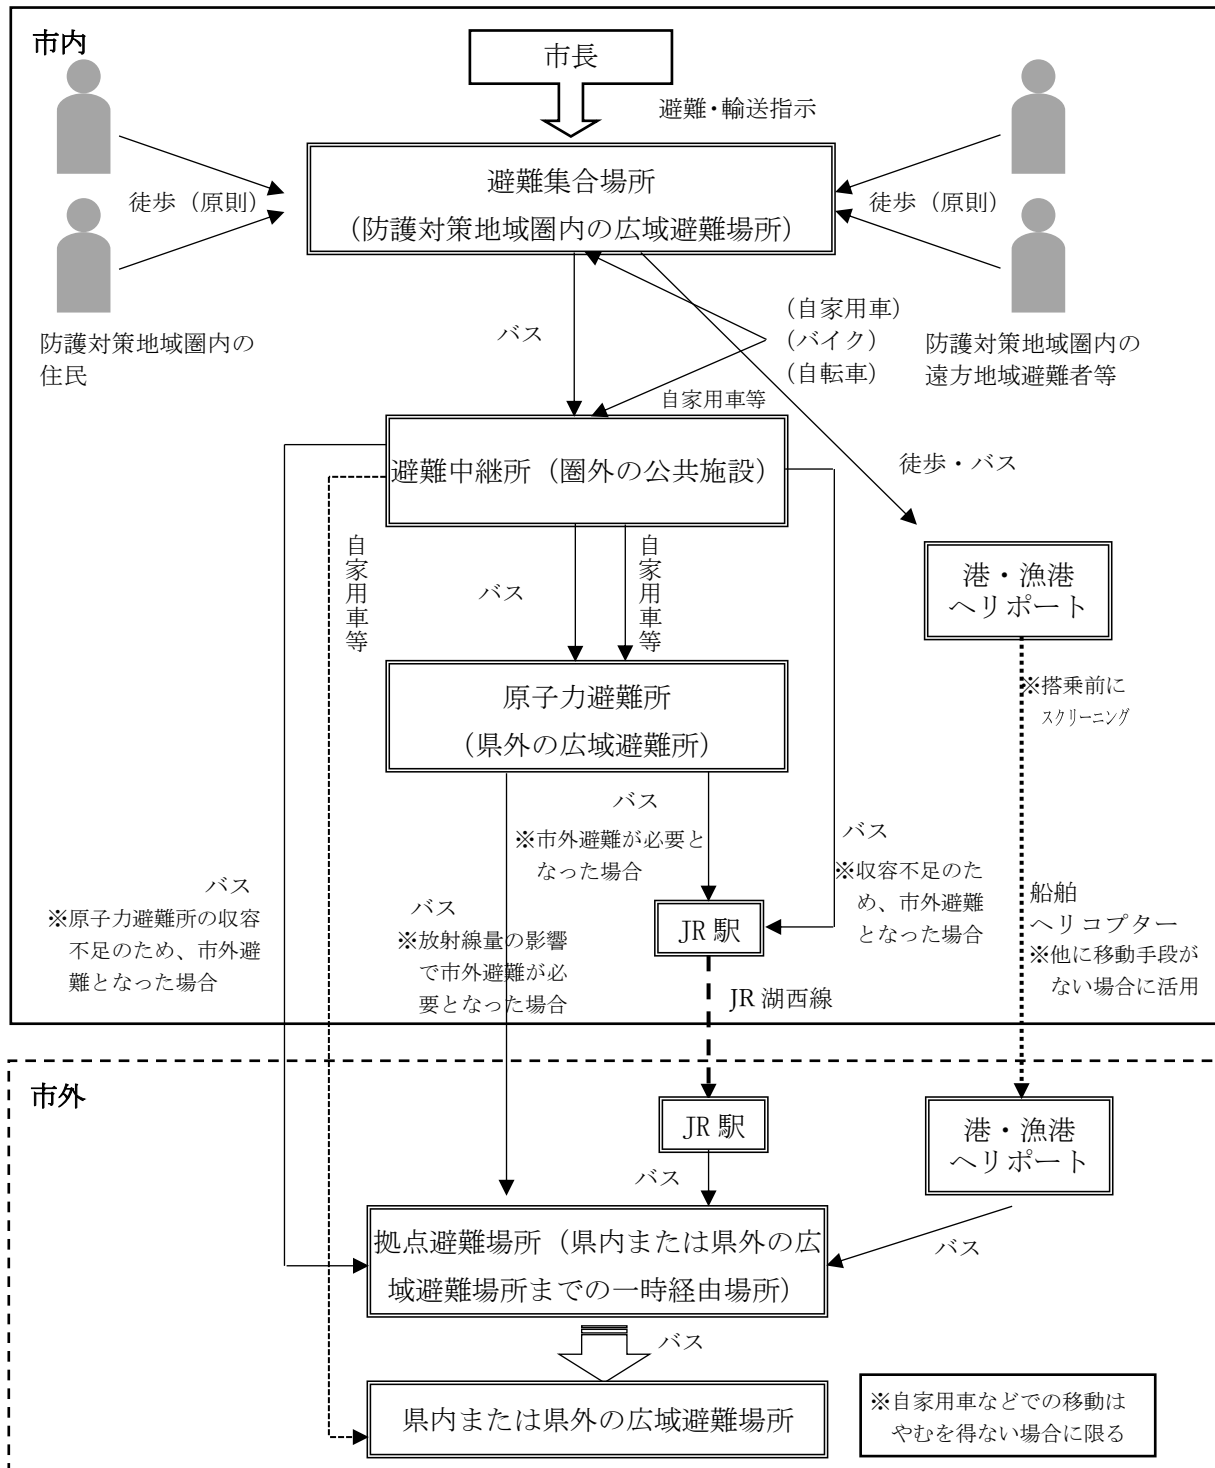 市内
市長
避難・輸送指示
避難集合場所
（防護対策地域圏内の広域避難場所）
徒歩（原則）
徒歩（原則）
防護対策地域圏内の
住民
防護対策地域圏内の
遠方地域避難者等
バス
（自家用車）
（バイク）
（自転車）
自家用車等
避難中継所（圏外の公共施設）
徒歩・バス
自家用車等
バス
自家用車等
港・漁港
ヘリポート
※搭乗前に
スクリーニング
原子力避難所
（県外の広域避難所）
バス
※市外避難が必要と
なった場合
バス
※収容不足のた
め、市外避難
となった場合
バス
※原子力避難所の収容
不足のため、市外避
難となった場合
バス
※放射線量の影響
で市外避難が必
要となった場合
JR 駅
船舶
ヘリコプター
※他に移動手段が
ない場合に活用
JR 湖西線
市外
JR 駅
バス
港・漁港
ヘリポート
バス
拠点避難場所（県内または県外の広
域避難場所までの一時経由場所）
バス
県内または県外の広域避難場所
※自家用車などでの移動は
やむを得ない場合に限る